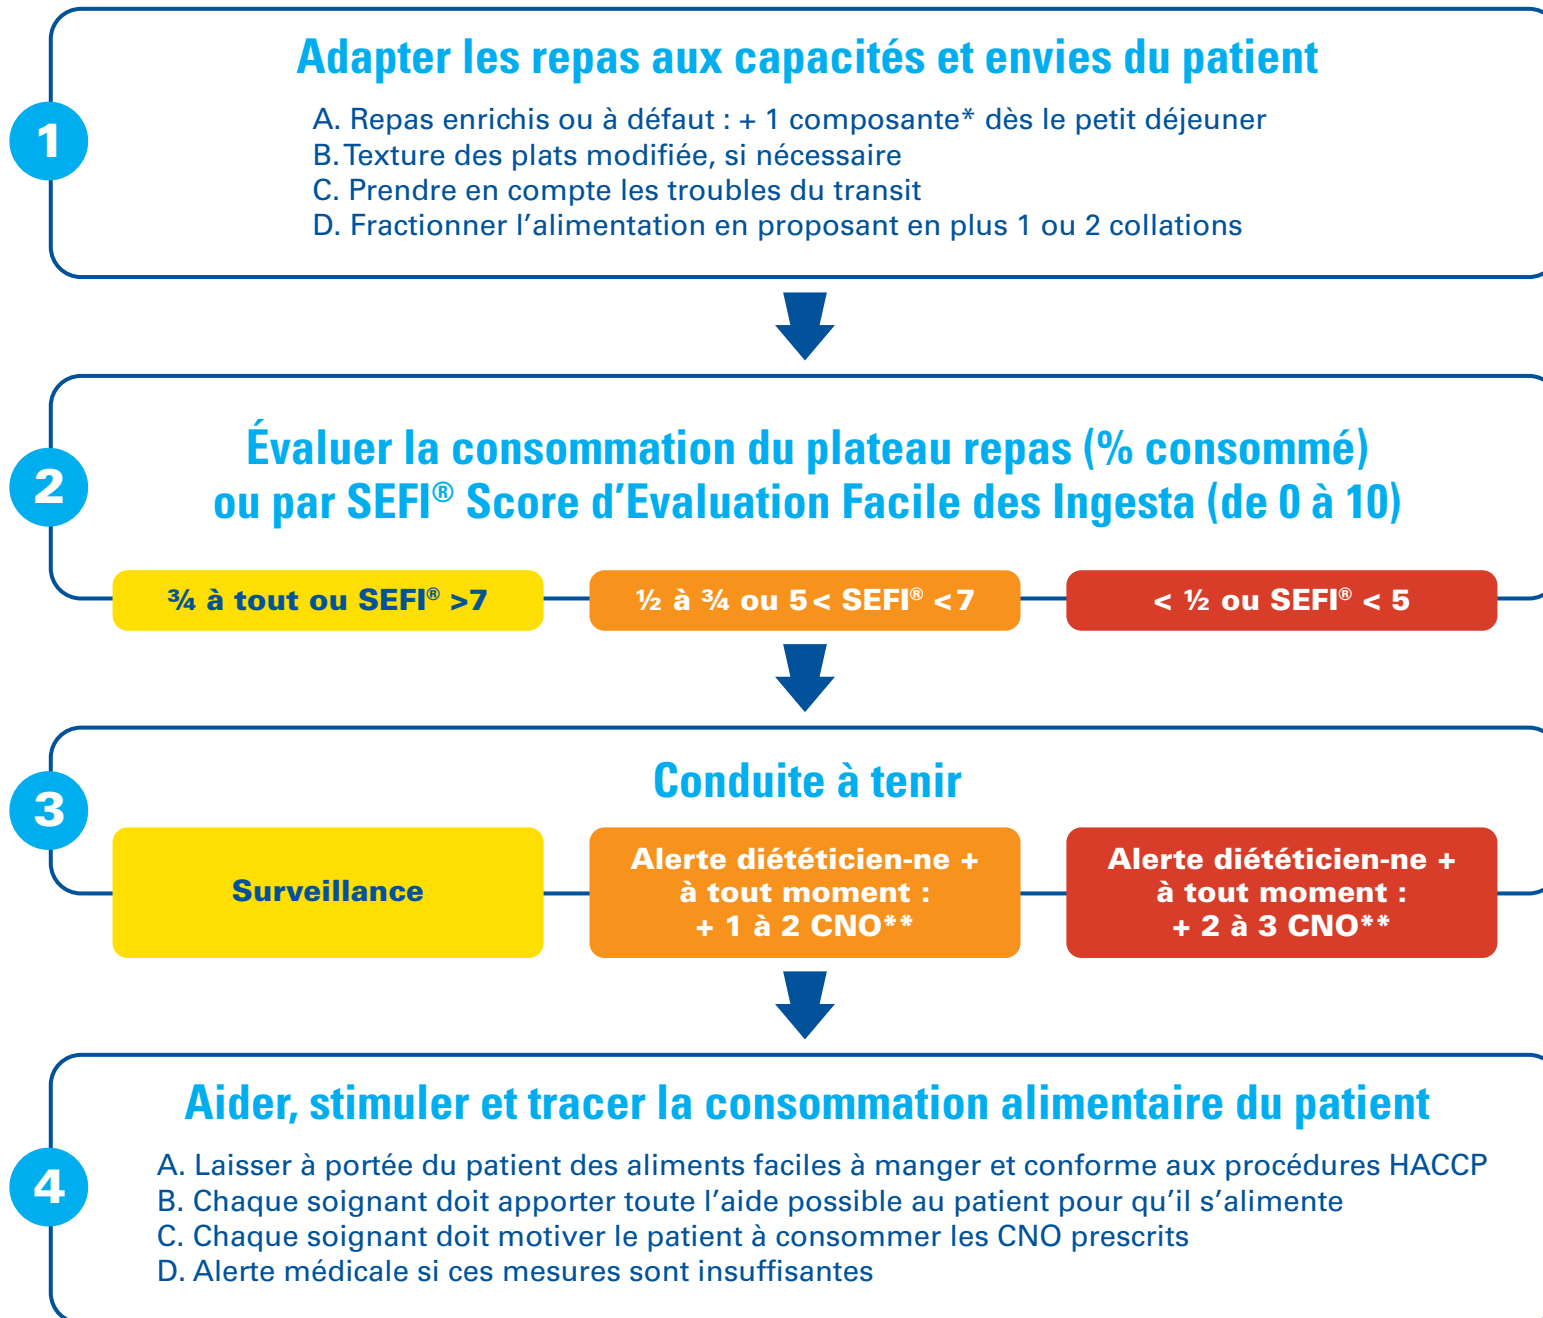 1
Adapter les repas aux capacités et envies du patient
A. Repas enrichis ou à défaut : + 1 composante* dès le petit déjeuner
B. Texture des plats modifiée, si nécessaire
C. Prendre en compte les troubles du transit
D. Fractionner l’alimentation en proposant en plus 1 ou 2 collations
2
Évaluer la consommation du plateau repas (% consommé)
ou par SEFI® Score d’Evaluation Facile des Ingesta (de 0 à 10)
¾ à tout ou SEFI® >7
½ à ¾ ou 5 < SEFI® < 7
< ½ ou SEFI® < 5
3
Conduite à tenir
Surveillance
Alerte diététicien-ne +
à tout moment :
+ 1 à 2 CNO**
Alerte diététicien-ne +
à tout moment :
+ 2 à 3 CNO**
4
Aider, stimuler et tracer la consommation alimentaire du patient
A. Laisser à portée du patient des aliments faciles à manger et conforme aux procédures HACCP
B. Chaque soignant doit apporter toute l’aide possible au patient pour qu’il s’alimente
C. Chaque soignant doit motiver le patient à consommer les CNO prescrits
D. Alerte médicale si ces mesures sont insuffisantes